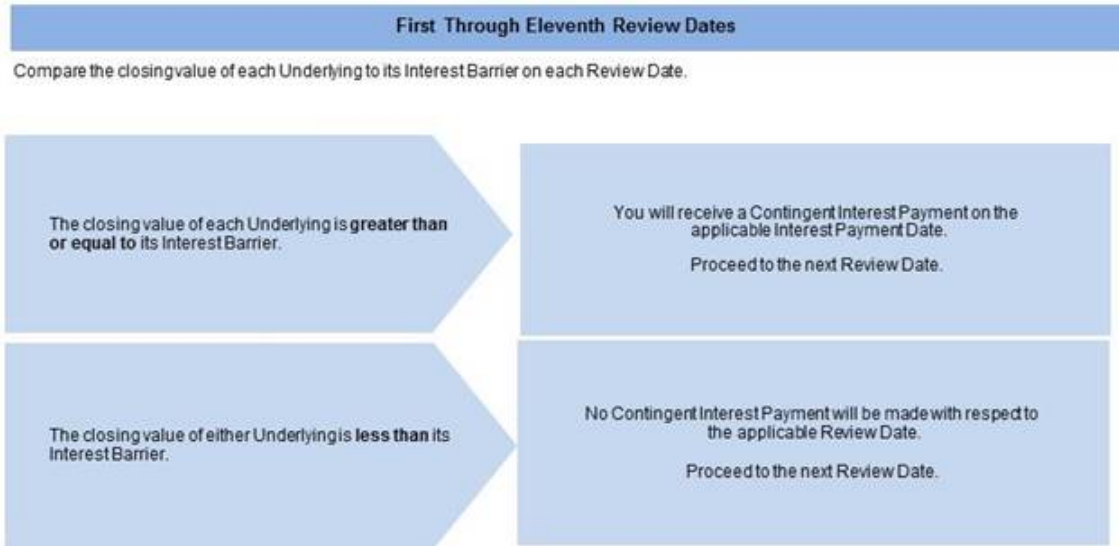 First Through Eleventh Review Dates
Compare the closing value of each Underlying to its Interest Barrier on each Review Date.
The closing value of each Underlying is greater than
or equal to its Interest Barrier.
You will receive a Contingent Interest Payment on the
applicable Interest Payment Date.
Proceed to the next Review Date.
The closing value of either Underlying is less than its
Interest Barrier.
No Contingent Interest Payment will be made with respect to
the applicable Review Date.
Proceed to the next Review Date.